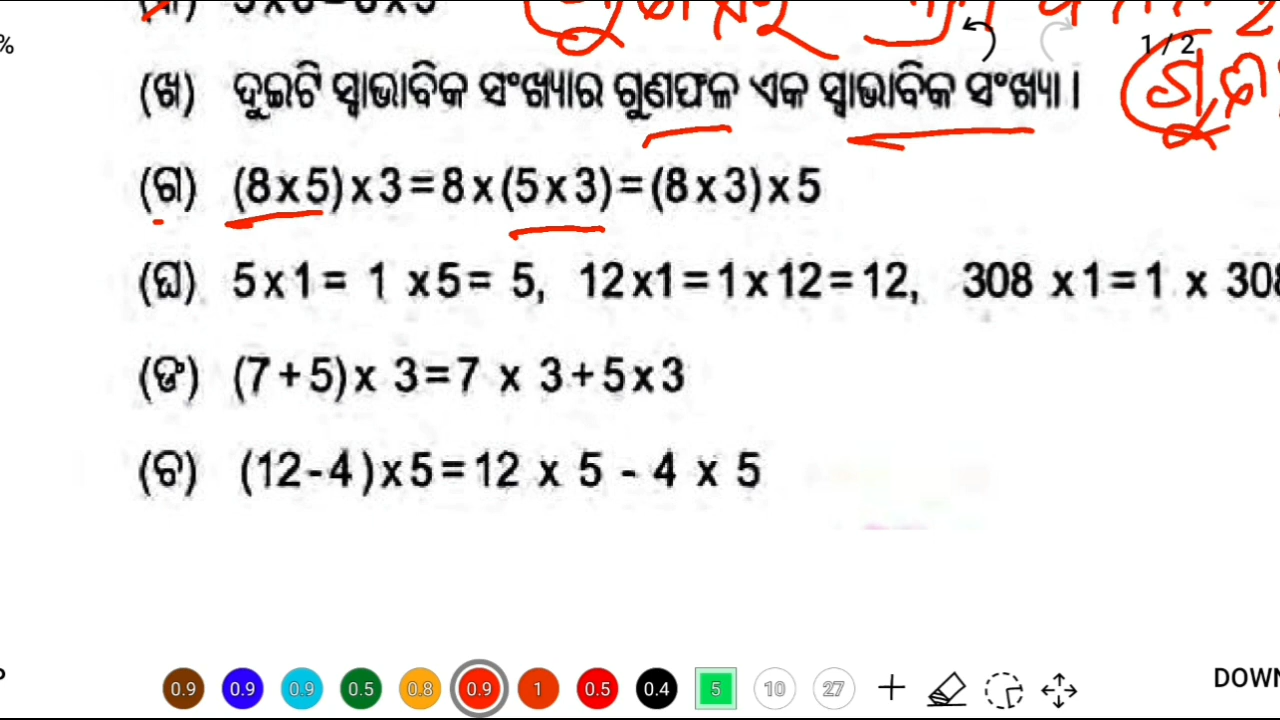 1 / 2
(ଖ) ଦୁଇଟି ସ୍ୱାଭାବିକ ସଂଖ୍ୟାର ଗୁଣଫଳ ଏକ ସ୍ୱାଭାବିକ ସଂଖ୍ୟା ।
(ଗ) (8x5)x3=8x(5x3)=(8x3)x5
(ଘ) 5x1= 1 x5= 5, 12x1=1x12=12, 308 x1=1 x 308
(ଙ) (7+5)x 3=7 x 3+5x3
(ଚ) (12-4)x5=12 x 5 - 4 x 5
0.9 0.9 0.9 0.5 0.8 0.9 1 0.5 0.4 5 10 27 + DOWN